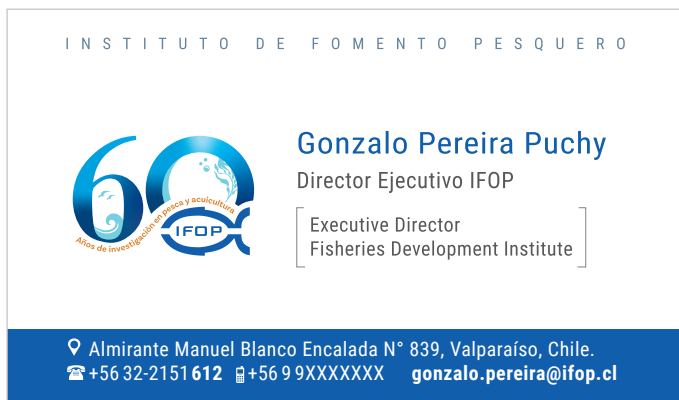 INSTITUTO DE FOMENTO PESQUERO
60
Años de investigación en pesca y acuicultura
IFOP
Gonzalo Pereira Puchy
Director Ejecutivo IFOP
Executive Director
Fisheries Development Institute
Almirante Manuel Blanco Encalada N° 839, Valparaíso, Chile.
+56 32-2151612 +56 9 9XXXXXXX gonzalo.pereira@ifop.cl